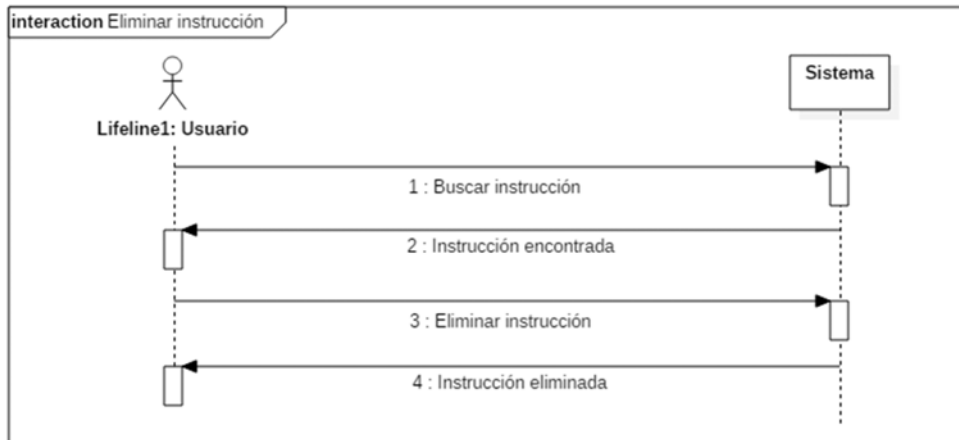 interaction Eliminar instrucción
Sistema
Lifeline1: Usuario
1 : Buscar instrucción
2 : Instrucción encontrada
3 : Eliminar instrucción
4 : Instrucción eliminada